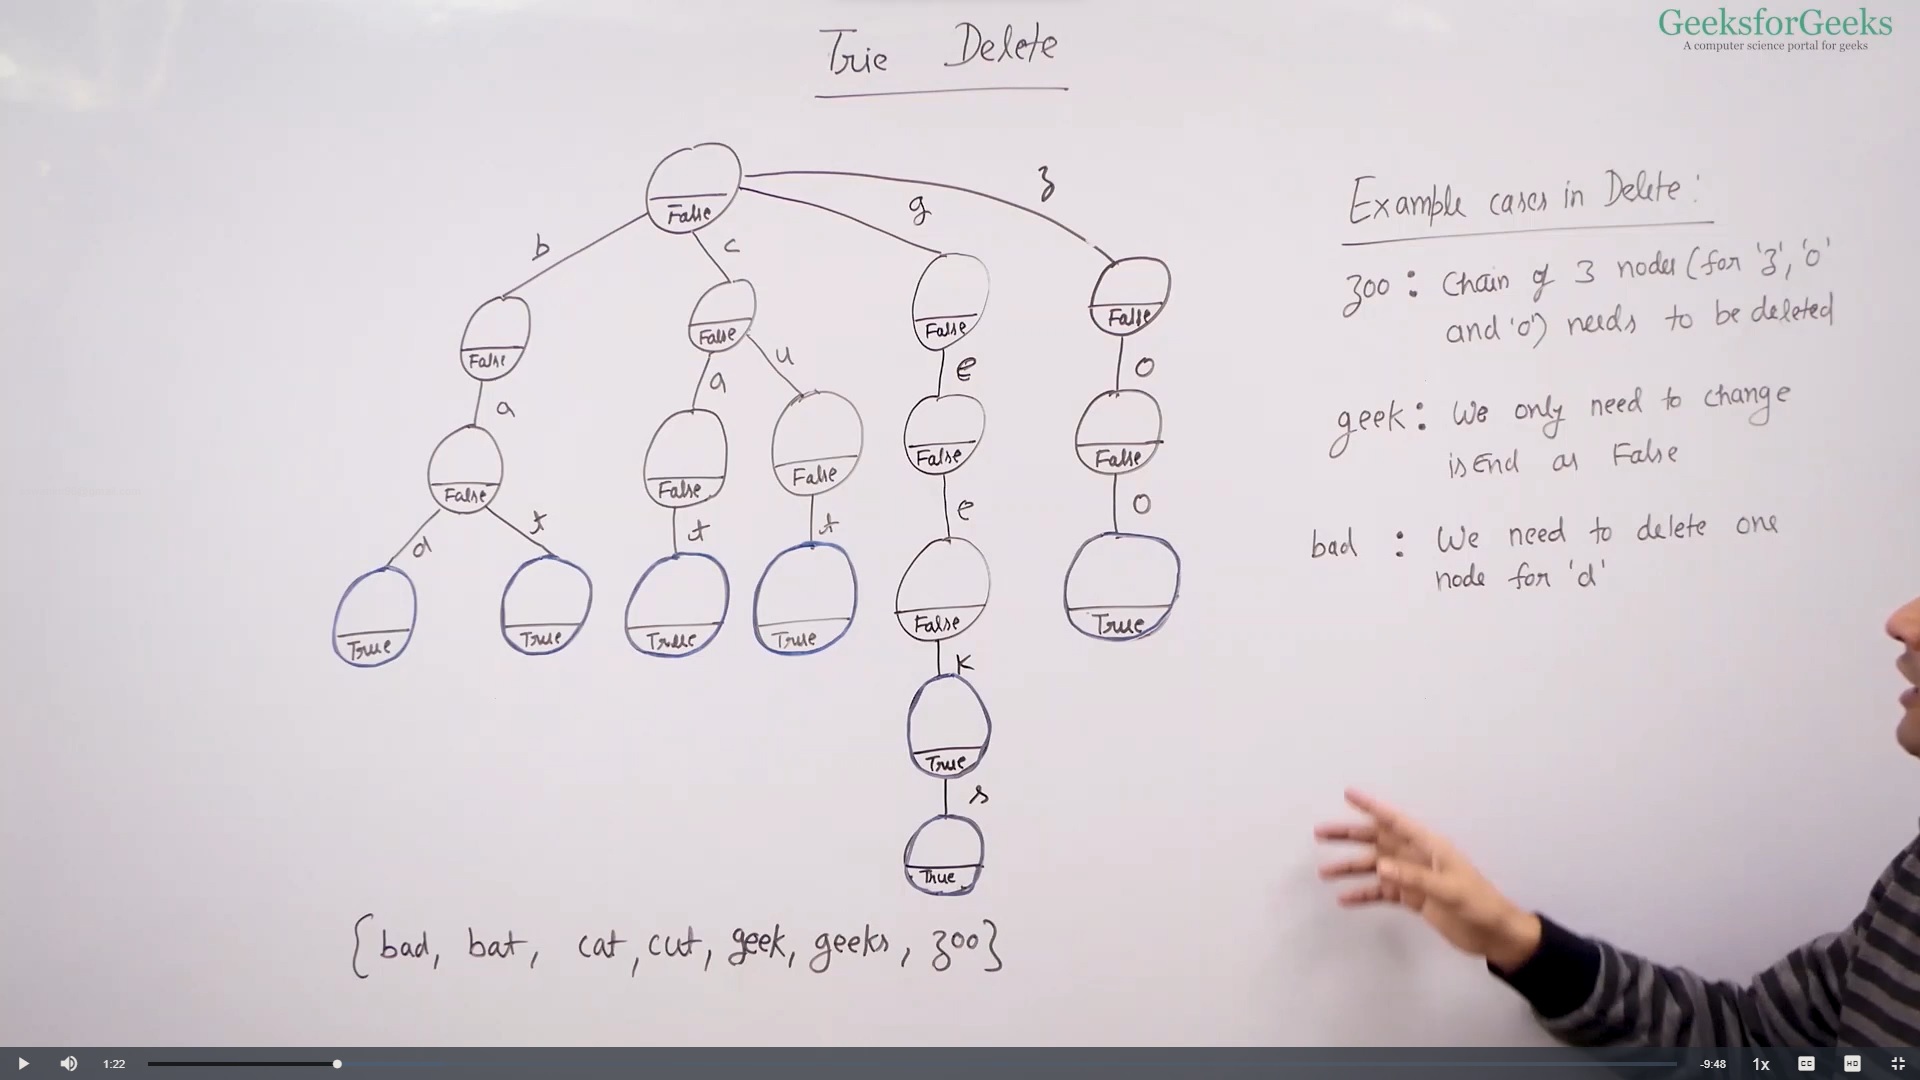 GeeksforGeeks
A computer science portal for geeks
Trie Delete
False
b
c
g
z
False
False
False
False
a
a
u
e
o
False
False
False
False
False
d
t
t
t
e
o
True
True
True
True
False
True
k
True
s
True
{bad, bat, cat, cut, geek, geeks, zoo}
Example cases in Delete:
zoo: Chain of 3 nodes (for 'z', 'o'
and 'o') needs to be deleted
geek: We only need to change
isEnd as False
bad : We need to delete one
node for 'd'
1:22
-9:48
1x
CC
HD